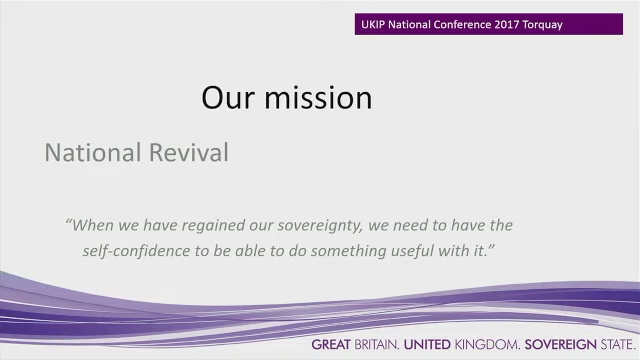 UKIP National Conference 2017 Torquay
Our mission
National Revival
“When we have regained our sovereignty, we need to have the
self-confidence to be able to do something useful with it.”
GREAT BRITAIN. UNITED KINGDOM. SOVEREIGN STATE.